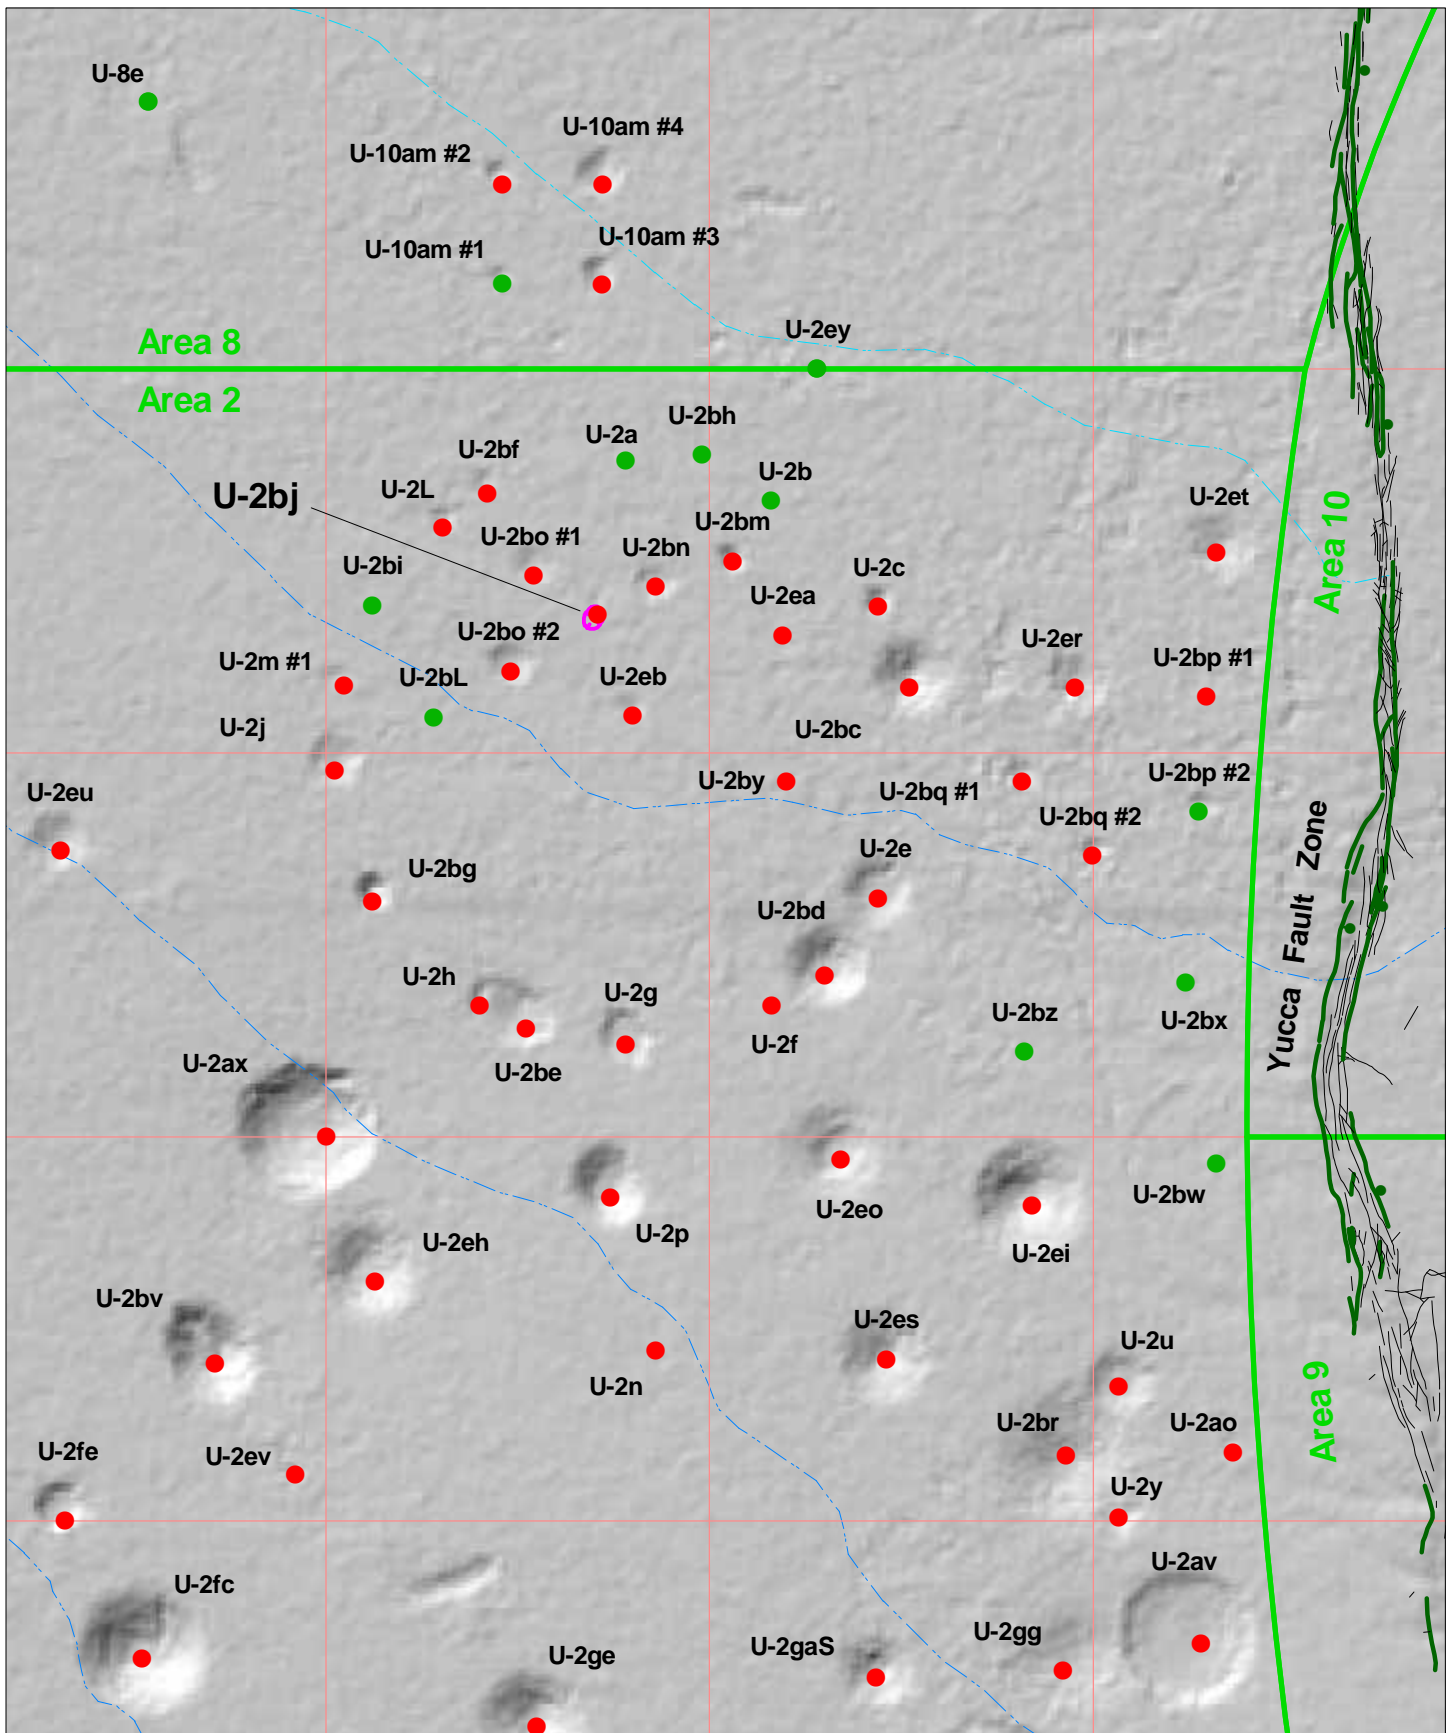 U-8e
U-10am #4
U-10am #2
U-10am #3
U-10am #1
U-2ey
Area 8
Area 2
U-2bh
U-2a
U-2bf
U-2b
U-2L
U-2bj
U-2et
U-2bm
U-2bo #1
U-2bn
Area 10
U-2bi
U-2c
U-2ea
U-2bo #2
U-2er
U-2bp #1
U-2m #1
U-2bL
U-2eb
U-2j
U-2bc
U-2bp #2
U-2by
U-2bq #1
U-2eu
U-2bq #2
U-2e
Yucca Fault Zone
U-2bg
U-2bd
U-2h
U-2g
U-2bz
U-2bx
U-2f
U-2ax
U-2be
U-2bw
U-2eo
U-2p
U-2eh
U-2ei
U-2bv
U-2es
U-2u
U-2n
Area 9
U-2br
U-2ao
U-2fe
U-2ev
U-2y
U-2av
U-2fc
U-2gg
U-2gaS
U-2ge